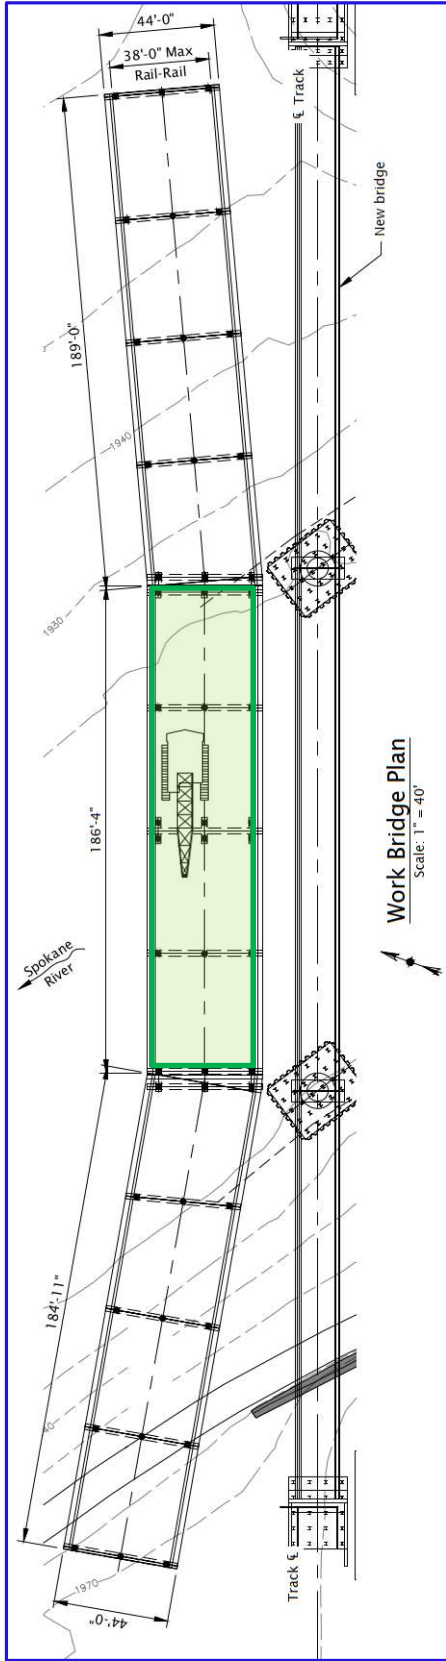 44'-0"
38'-0" Max
Rail-Rail
℄ Track
New bridge
189'-0"
1940
1930
186'-4"
Spokane
River
Work Bridge Plan
Scale: 1" = 40'
184'-11"
1970
44'-0"
Track ℄